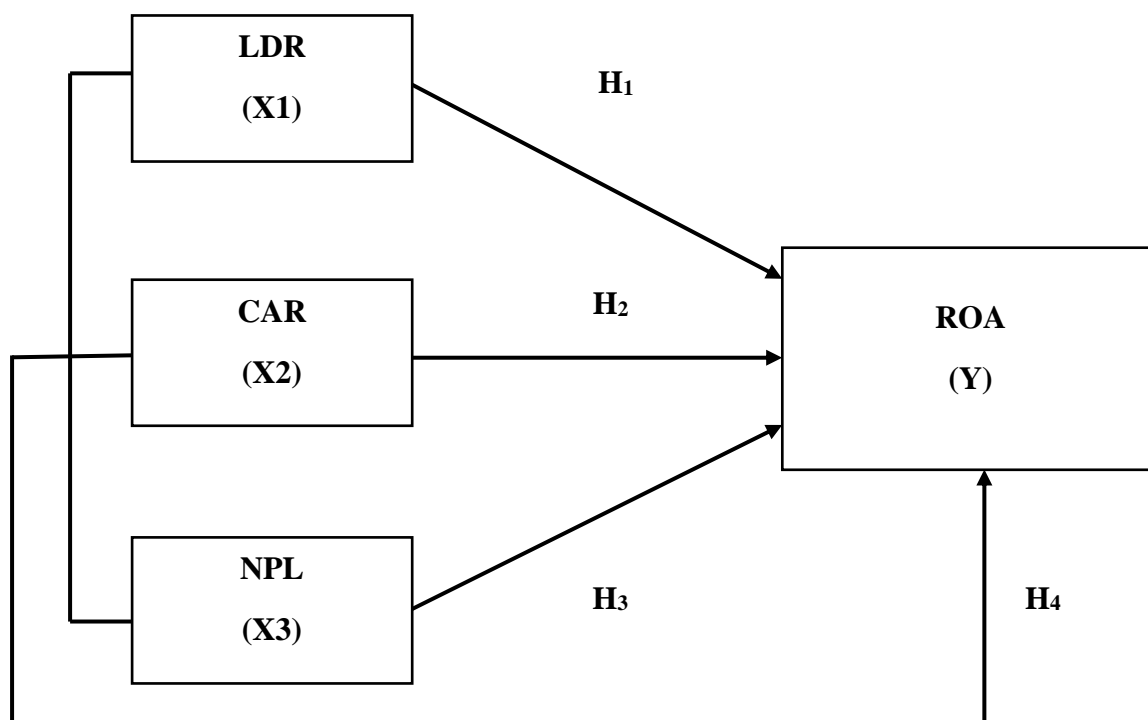 LDR
(X1)
H₁
CAR
(X2)
H₂
ROA
(Y)
NPL
(X3)
H₃
H₄